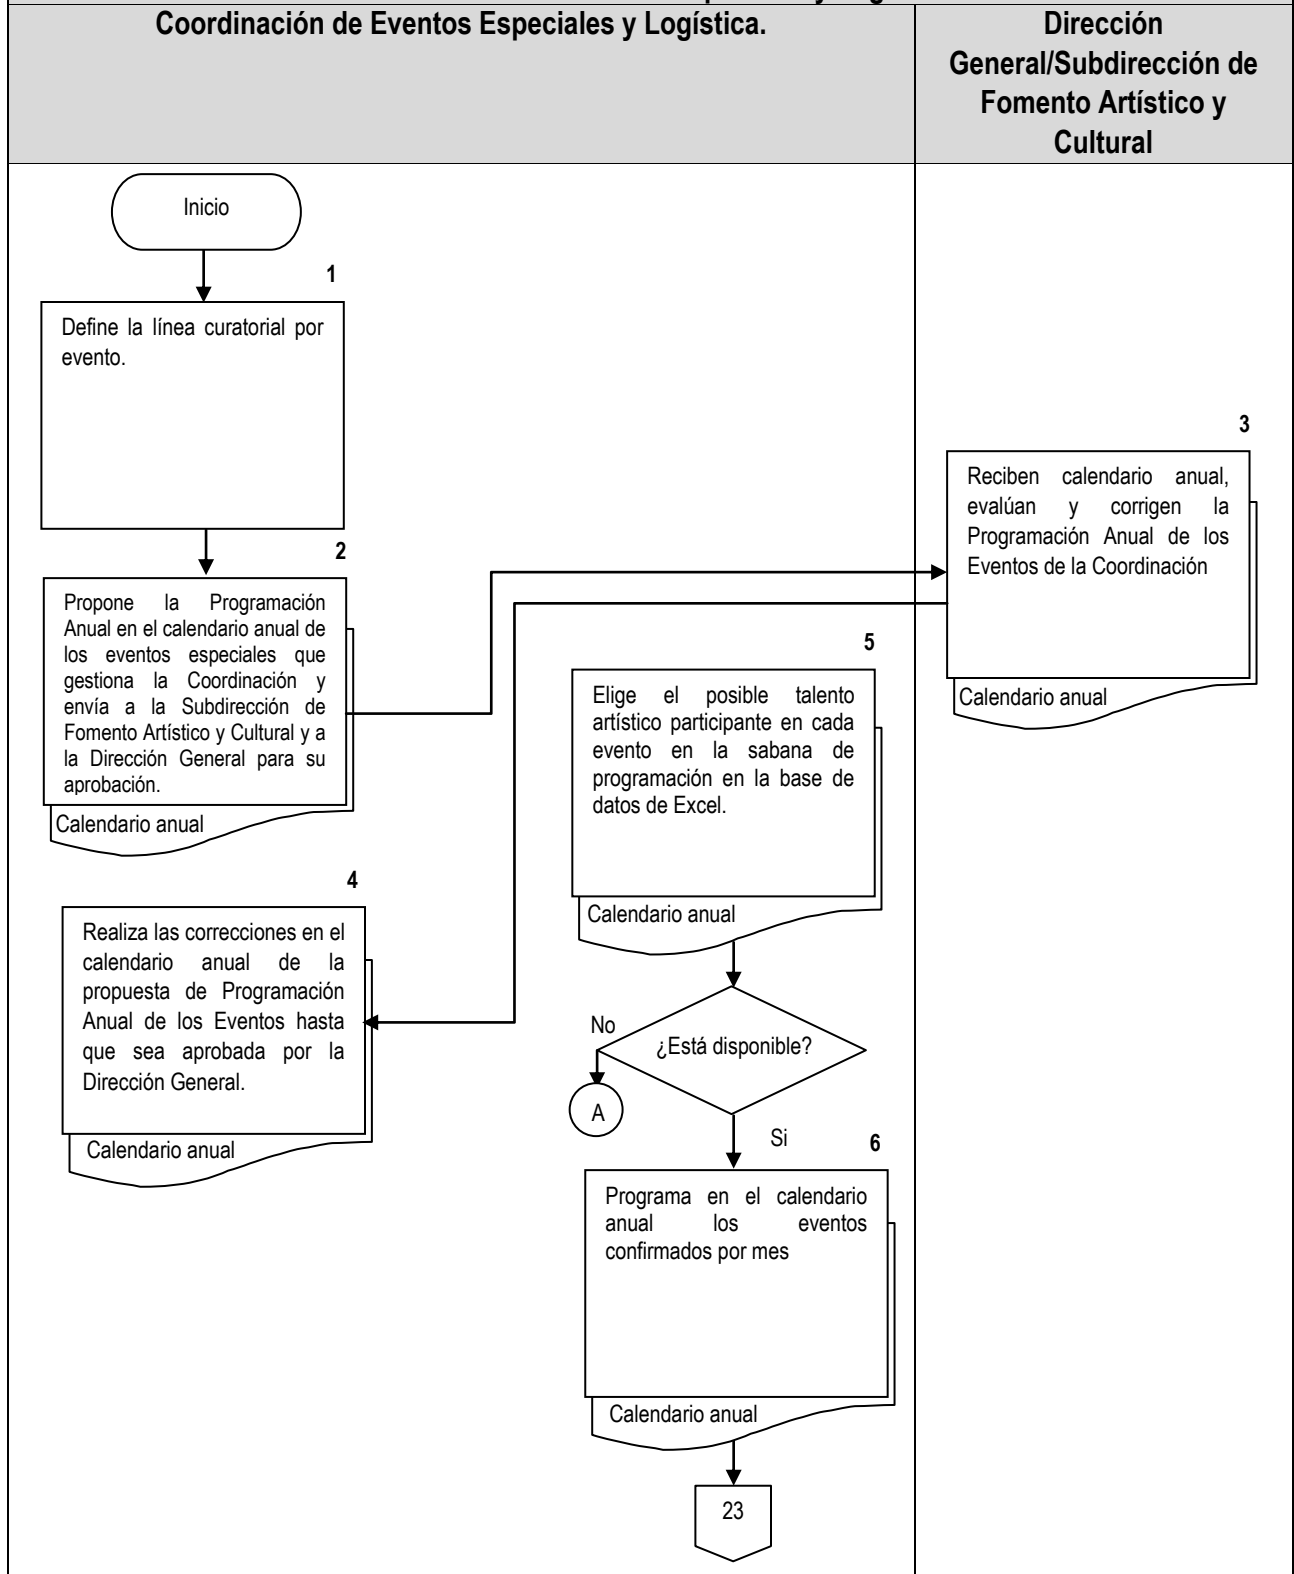 Coordinación de Eventos Especiales y Logística.
Dirección
General/Subdirección de
Fomento Artístico y
Cultural
Inicio
1
Define la línea curatorial por
evento.
2
Propone la Programación
Anual en el calendario anual de
los eventos especiales que
gestiona la Coordinación y
envía a la Subdirección de
Fomento Artístico y Cultural y a
la Dirección General para su
aprobación.
Calendario anual
3
Reciben calendario anual,
evalúan y corrigen la
Programación Anual de los
Eventos de la Coordinación
Calendario anual
4
Realiza las correcciones en el
calendario anual de la
propuesta de Programación
Anual de los Eventos hasta
que sea aprobada por la
Dirección General.
Calendario anual
5
Elige el posible talento
artístico participante en cada
evento en la sabana de
programación en la base de
datos de Excel.
Calendario anual
¿Está disponible?
No
A
Si
6
Programa en el calendario
anual los eventos
confirmados por mes
Calendario anual
23